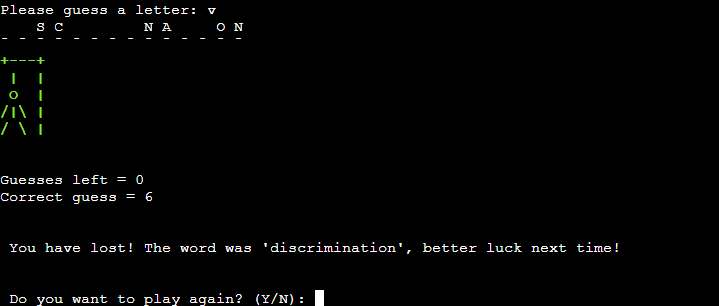 Please guess a letter: v
S C N A O N
- - - - - - - - - - - - - -
+---+
| |
o |
/|\ |
/ \ |
Guesses left = 0
Correct guess = 6
You have lost! The word was 'discrimination', better luck next time!
Do you want to play again? (Y/N):